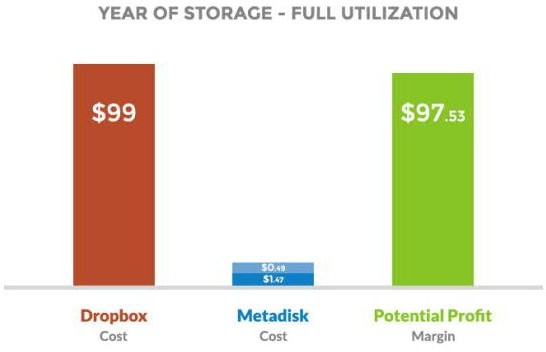 YEAR OF STORAGE - FULL UTILIZATION
$99
$0.49
$1.47
$97.53
Dropbox
Cost
Metadisk
Cost
Potential Profit
Margin